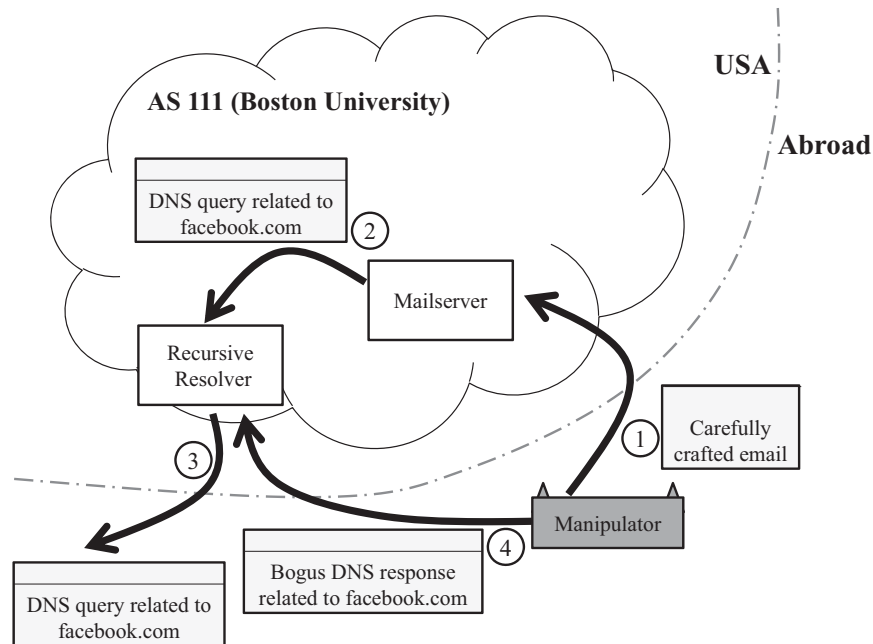 USA
AS 111 (Boston University)
Abroad
DNS query related to
facebook.com
2
Mailserver
Recursive
Resolver
1
Carefully
crafted email
3
Manipulator
4
Bogus DNS response
related to facebook.com
DNS query related to
facebook.com